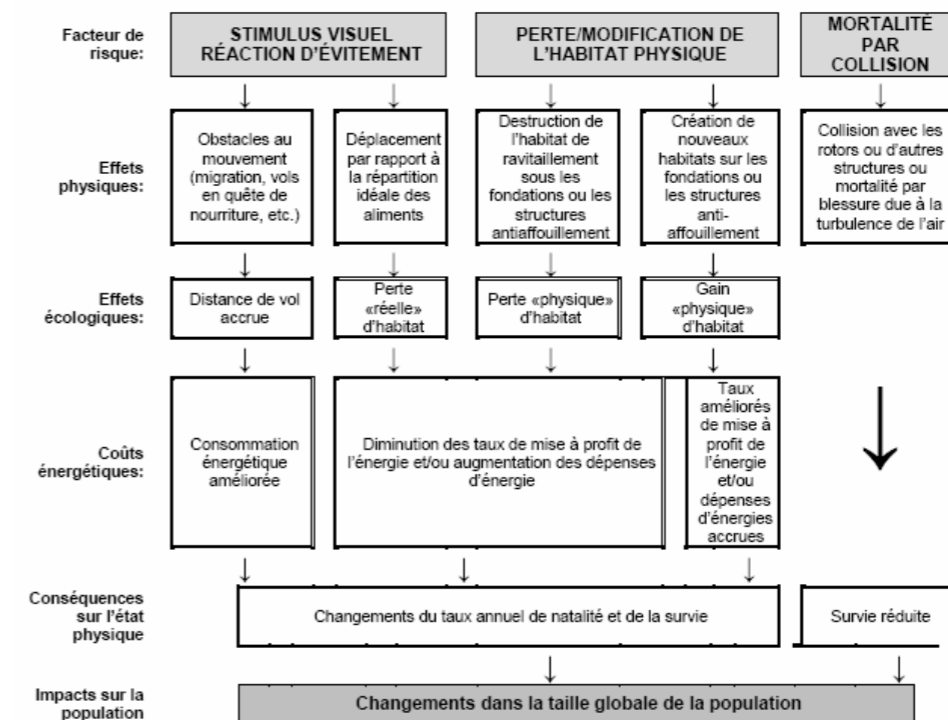 Facteur de
risque:
STIMULUS VISUEL
RÉACTION D'ÉVITEMENT
PERTE/MODIFICATION DE
L'HABITAT PHYSIQUE
MORTALITÉ
PAR
COLLISION
Effets
physiques:
Obstacles au
mouvement
(migration, vols
en quête de
nourriture, etc.)
Déplacement
par rapport à
la répartition
idéale des
aliments
Destruction de
l'habitat de
ravitaillement
sous les
fondations ou les
structures
antiaffouillement
Création de
nouveaux
habitats sur les
fondations ou
les structures
anti-
affouillement
Collision avec les
rotors ou d'autres
structures ou
mortalité par
blessure due à la
turbulence de l'air
Effets
écologiques:
Distance de vol
accrue
Perte
«réelle»
d'habitat
Perte «physique»
d'habitat
Gain
«physique»
d'habitat
Coûts
énergétiques:
Consommation
énergétique
améliorée
Diminution des taux de mise à profit de
l'énergie et/ou augmentation des dépenses
d'énergie
Taux
améliorés
de mise à
profit de
l'énergie
et/ou
dépenses
d'énergies
accrues
Conséquences
sur l'état
physique
Changements du taux annuel de natalité et de la survie
Survie réduite
Impacts sur la
population
Changements dans la taille globale de la population